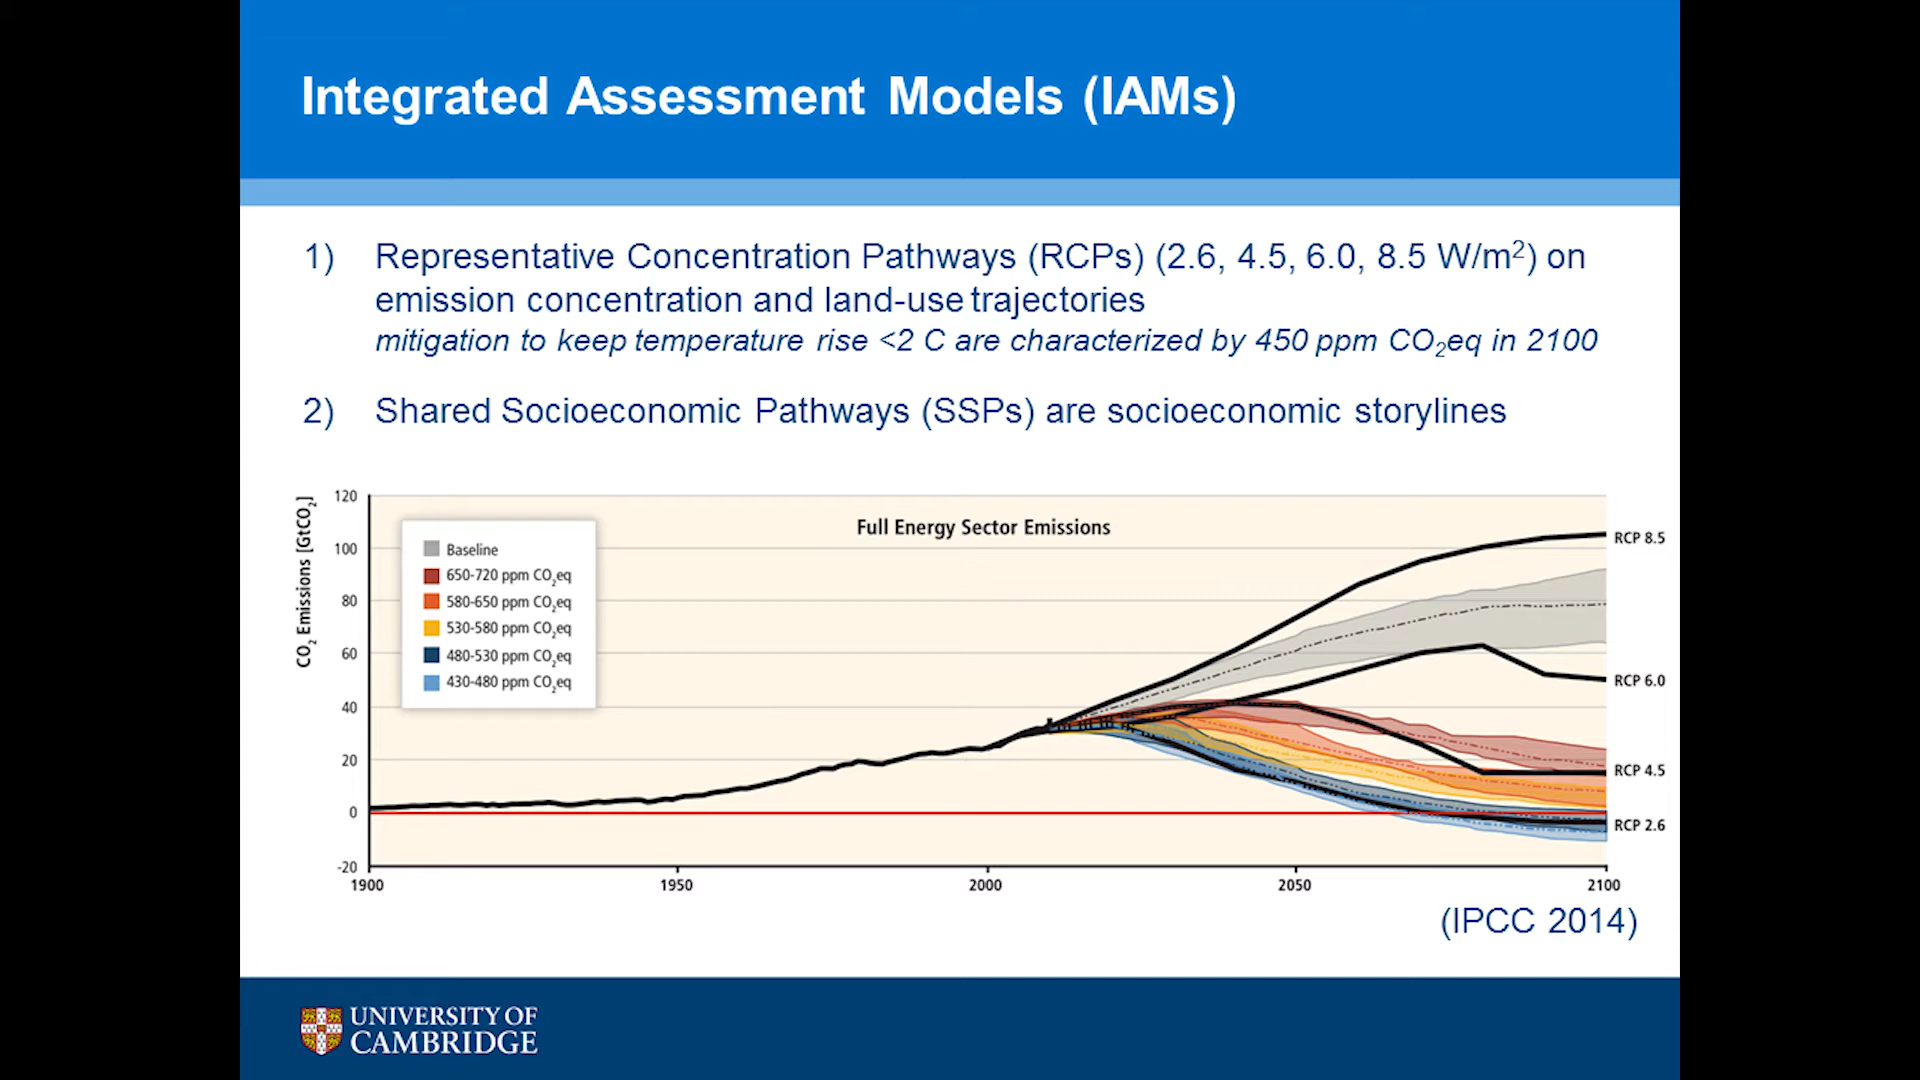 Integrated Assessment Models (IAMs)
1) Representative Concentration Pathways (RCPs) (2.6, 4.5, 6.0, 8.5 W/m²) on
emission concentration and land-use trajectories
mitigation to keep temperature rise <2 C are characterized by 450 ppm CO₂eq in 2100
2) Shared Socioeconomic Pathways (SSPs) are socioeconomic storylines
CO₂ Emissions [GtCO₂]
120
100
80
60
40
20
0
-20
Full Energy Sector Emissions
Baseline
650-720 ppm CO₂eq
580-650 ppm CO₂eq
530-580 ppm CO₂eq
480-530 ppm CO₂eq
430-480 ppm CO₂eq
RCP 8.5
RCP 6.0
RCP 4.5
RCP 2.6
1900 1950 2000 2050 2100
(IPCC 2014)
UNIVERSITY OF
CAMBRIDGE